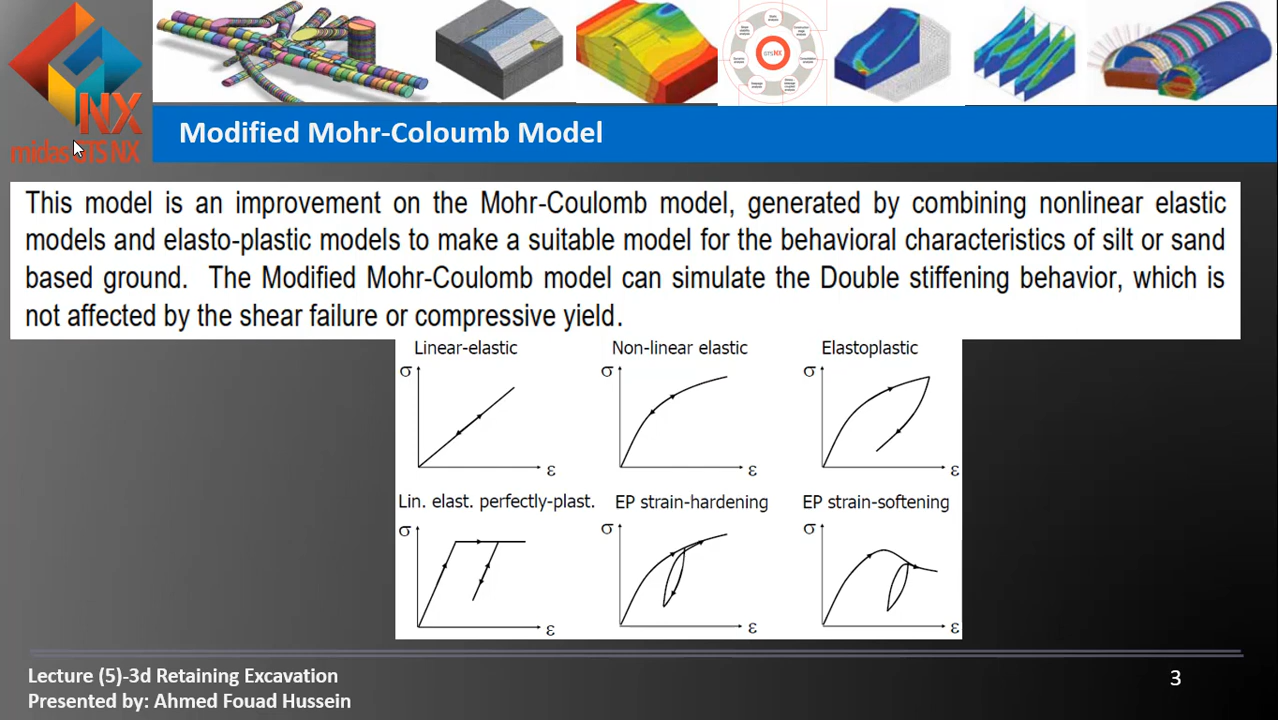 NX
midas GTS NX
GTS NX
Modified Mohr-Coloumb Model
This model is an improvement on the Mohr-Coulomb model, generated by combining nonlinear elastic
models and elasto-plastic models to make a suitable model for the behavioral characteristics of silt or sand
based ground. The Modified Mohr-Coulomb model can simulate the Double stiffening behavior, which is
not affected by the shear failure or compressive yield.
Linear-elastic Non-linear elastic Elastoplastic
σ σ σ
ε ε ε
Lin. elast. perfectly-plast. EP strain-hardening EP strain-softening
σ σ σ
ε ε ε
Lecture (5)-3d Retaining Excavation
Presented by: Ahmed Fouad Hussein
3